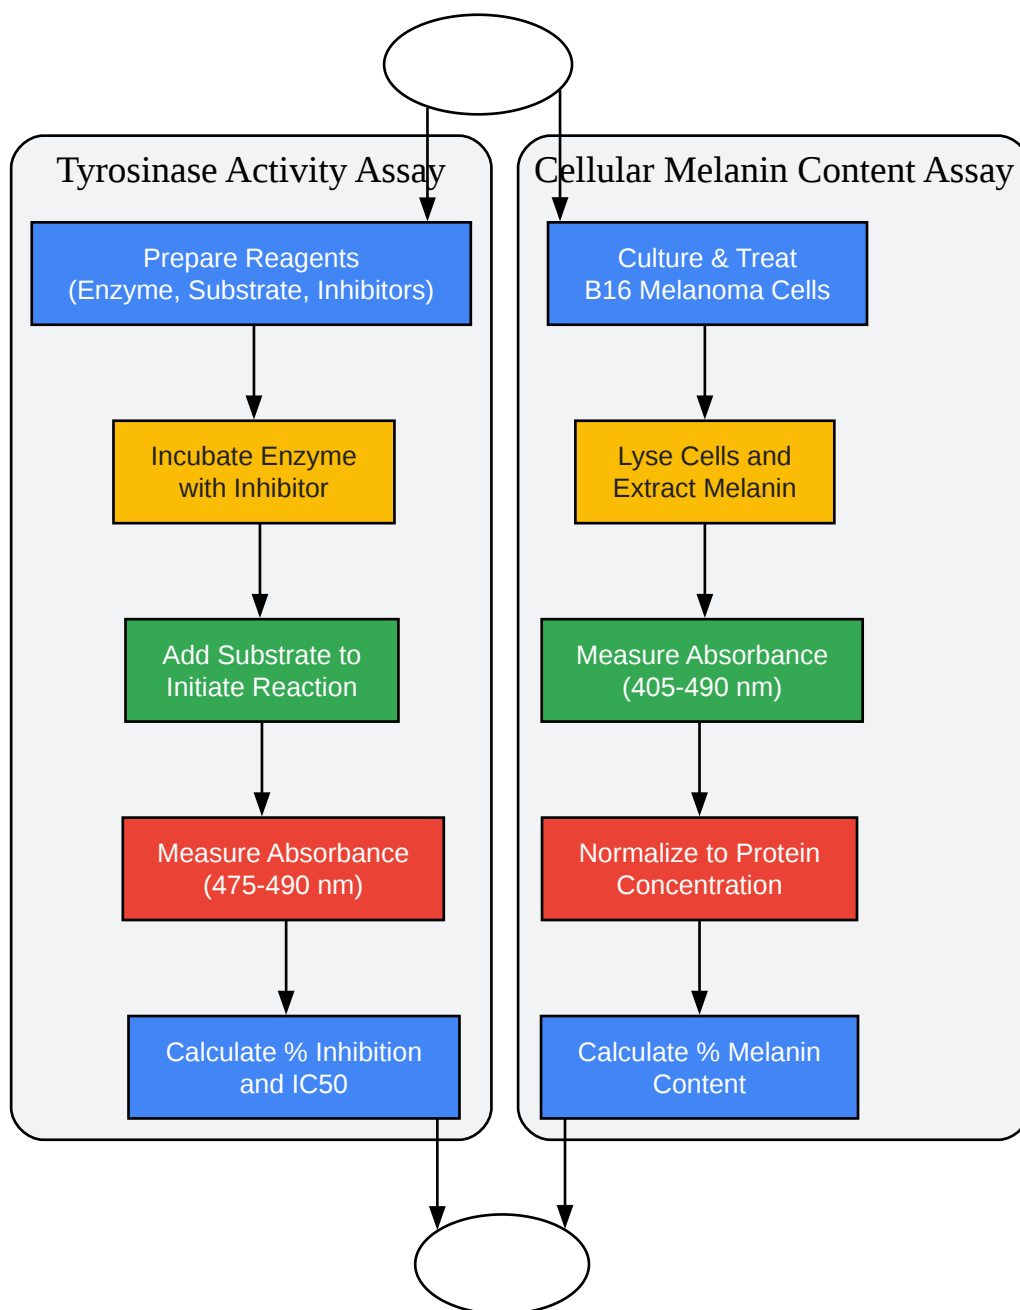 Tyrosinase Activity Assay
Prepare Reagents
(Enzyme, Substrate, Inhibitors)
Incubate Enzyme
with Inhibitor
Add Substrate to
Initiate Reaction
Measure Absorbance
(475-490 nm)
Calculate % Inhibition
and IC50
Cellular Melanin Content Assay
Culture & Treat
B16 Melanoma Cells
Lyse Cells and
Extract Melanin
Measure Absorbance
(405-490 nm)
Normalize to Protein
Concentration
Calculate % Melanin
Content